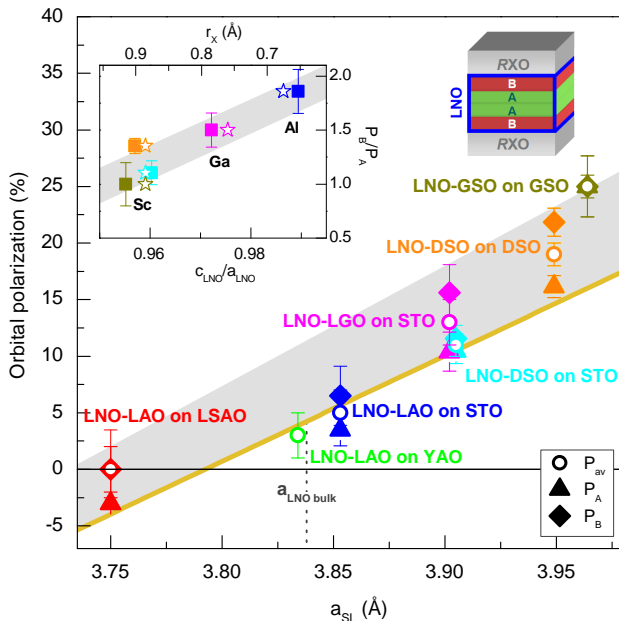 r_X (Å)
0.9 0.8 0.7
2.0
1.5
1.0
0.5
P_B/P_A
Al
Ga
Sc
0.96 0.98
c_LNO/a_LNO
RXO
LNO
B
A
A
B
RXO
30
25
20
15
10
5
0
-5
Orbital polarization (%)
LNO-GSO on GSO
LNO-DSO on DSO
LNO-LGO on STO
LNO-DSO on STO
LNO-LAO on STO
LNO-LAO on LSAO
LNO-LAO on YAO
a_LNO bulk
P_av
P_A
P_B
3.75 3.80 3.85 3.90 3.95
a_SL (Å)